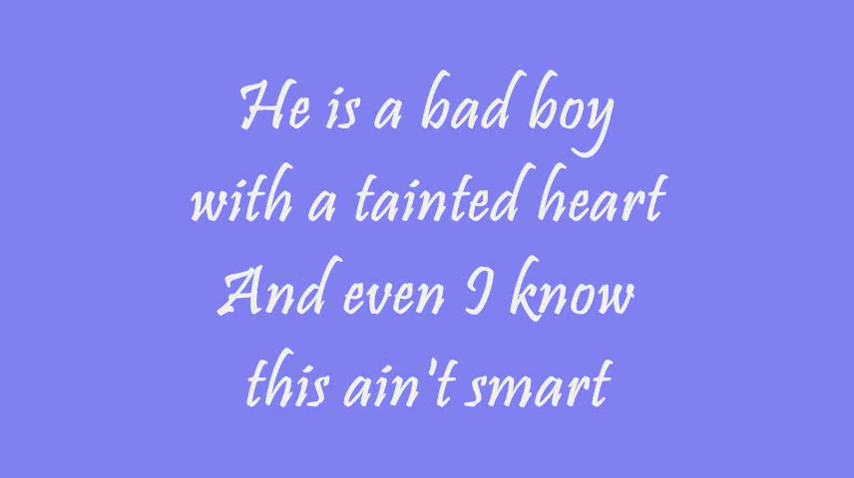 He is a bad boy
with a tainted heart
And even I know
this ain't smart